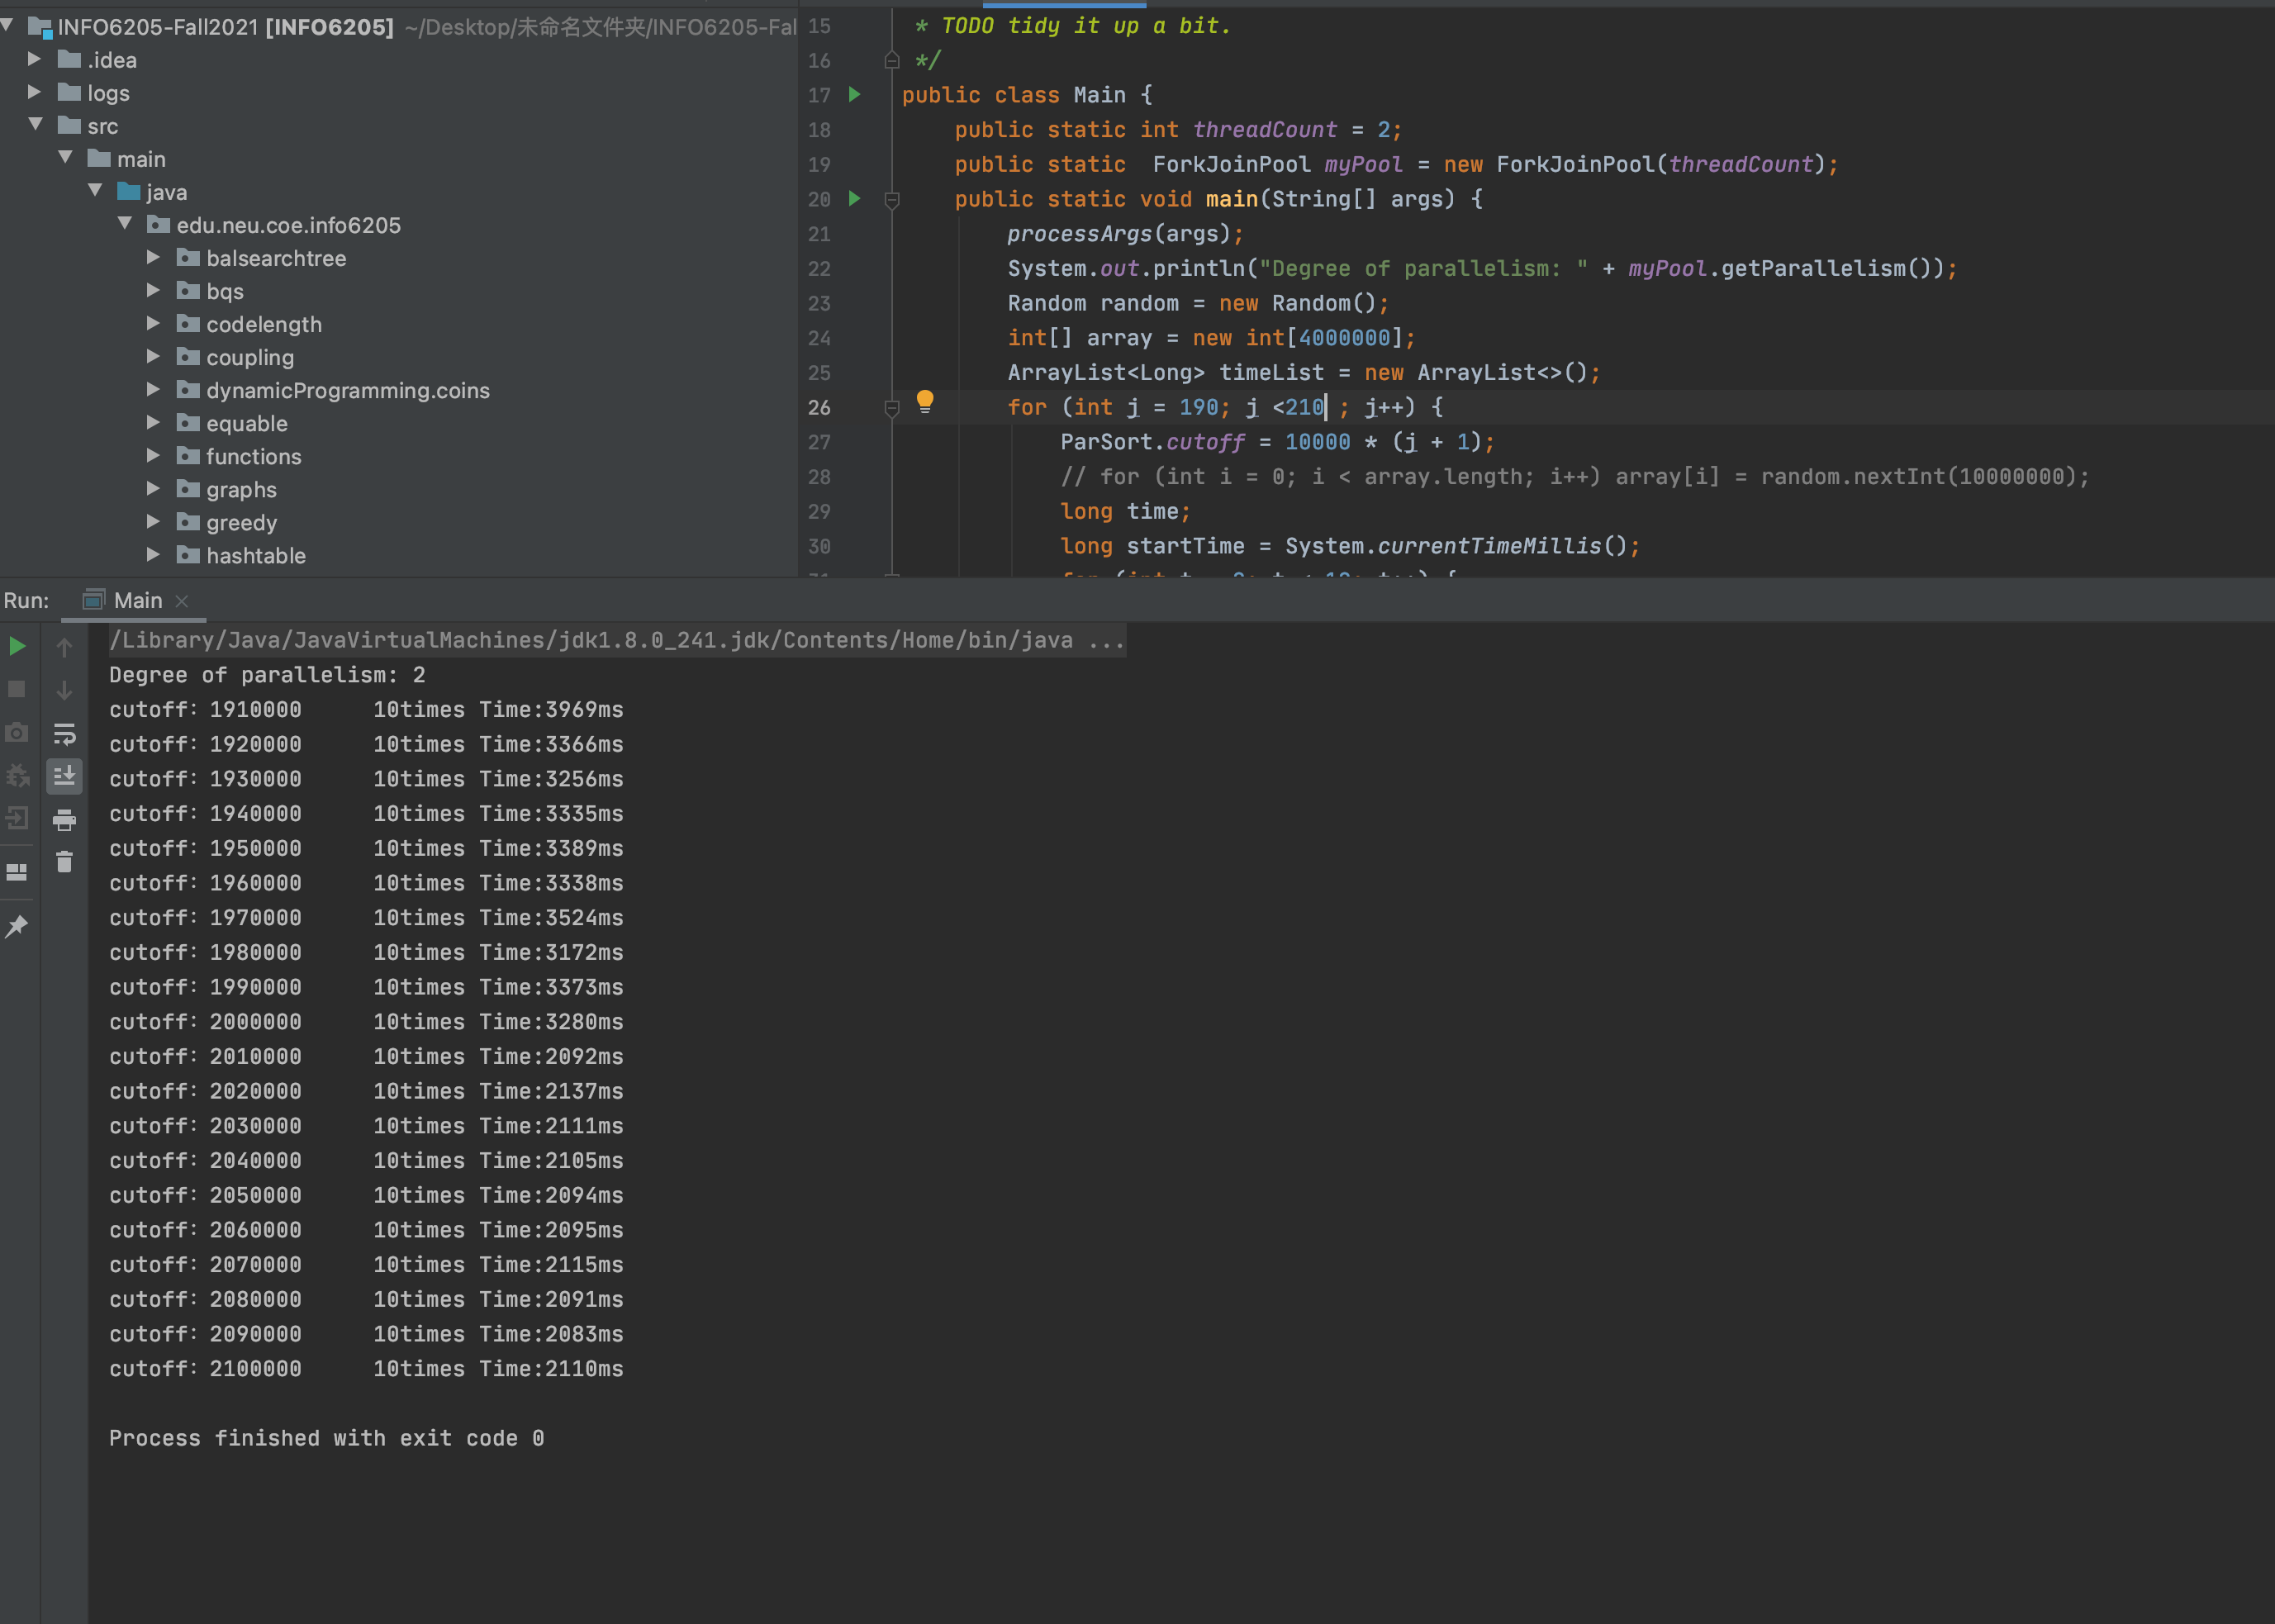 INFO6205-Fall2021 [INFO6205] ~/Desktop/未命名文件夹/INFO6205-Fal
.idea
logs
src
main
java
edu.neu.coe.info6205
balsearchtree
bqs
codelength
coupling
dynamicProgramming.coins
equable
functions
graphs
greedy
hashtable
15 * TODO tidy it up a bit.
16 */
17 public class Main {
18 public static int threadCount = 2;
19 public static  ForkJoinPool myPool = new ForkJoinPool(threadCount);
20 public static void main(String[] args) {
21 processArgs(args);
22 System.out.println("Degree of parallelism: " + myPool.getParallelism());
23 Random random = new Random();
24 int[] array = new int[4000000];
25 ArrayList<Long> timeList = new ArrayList<>();
26 for (int j = 190; j <210 ; j++) {
27 ParSort.cutoff = 10000 * (j + 1);
28 // for (int i = 0; i < array.length; i++) array[i] = random.nextInt(10000000);
29 long time;
30 long startTime = System.currentTimeMillis();
Run: Main
/Library/Java/JavaVirtualMachines/jdk1.8.0_241.jdk/Contents/Home/bin/java ...
Degree of parallelism: 2
cutoff: 1910000 10times Time:3969ms
cutoff: 1920000 10times Time:3366ms
cutoff: 1930000 10times Time:3256ms
cutoff: 1940000 10times Time:3335ms
cutoff: 1950000 10times Time:3389ms
cutoff: 1960000 10times Time:3338ms
cutoff: 1970000 10times Time:3524ms
cutoff: 1980000 10times Time:3172ms
cutoff: 1990000 10times Time:3373ms
cutoff: 2000000 10times Time:3280ms
cutoff: 2010000 10times Time:2092ms
cutoff: 2020000 10times Time:2137ms
cutoff: 2030000 10times Time:2111ms
cutoff: 2040000 10times Time:2105ms
cutoff: 2050000 10times Time:2094ms
cutoff: 2060000 10times Time:2095ms
cutoff: 2070000 10times Time:2115ms
cutoff: 2080000 10times Time:2091ms
cutoff: 2090000 10times Time:2083ms
cutoff: 2100000 10times Time:2110ms
Process finished with exit code 0